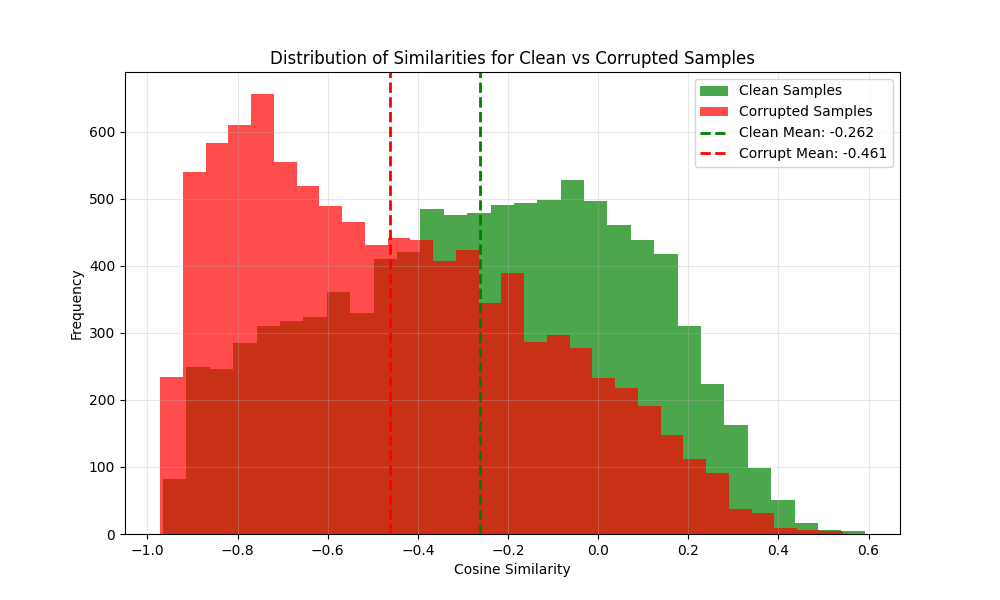 Distribution of Similarities for Clean vs Corrupted Samples
Clean Samples
Corrupted Samples
Clean Mean: -0.262
Corrupt Mean: -0.461
Frequency
600
500
400
300
200
100
0
−1.0 −0.8 −0.6 −0.4 −0.2 0.0 0.2 0.4 0.6
Cosine Similarity